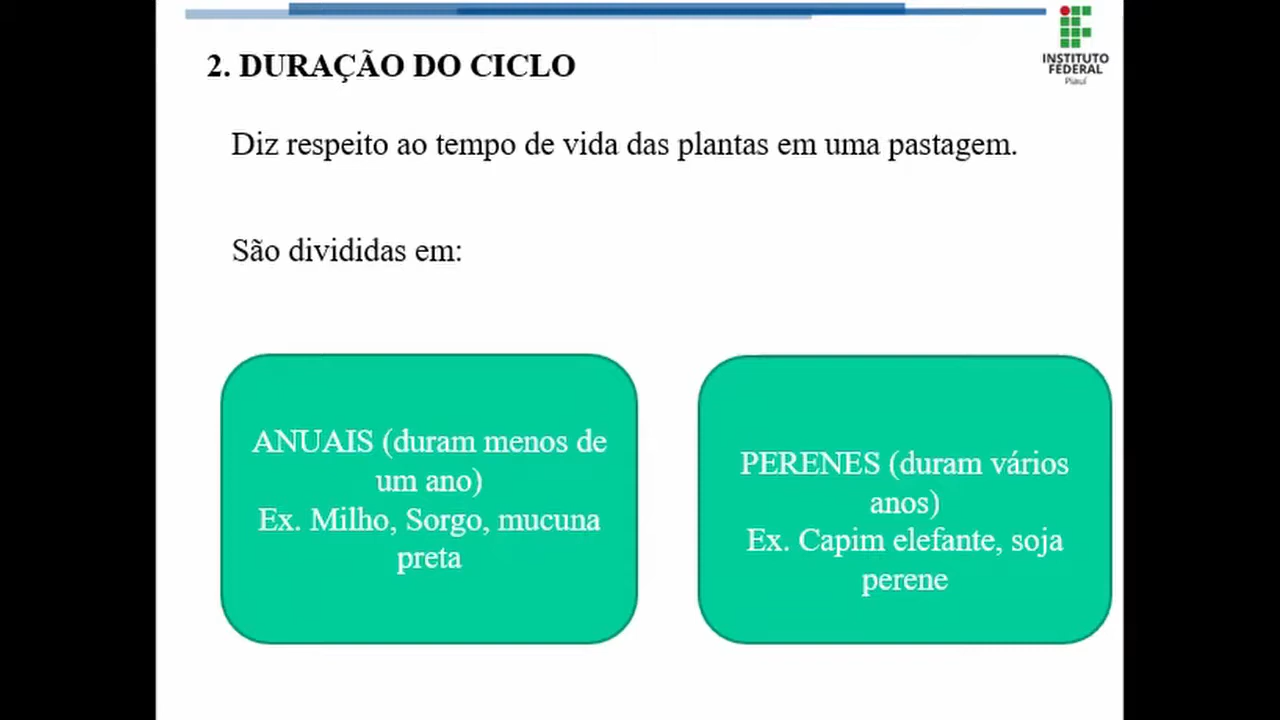 INSTITUTO
FEDERAL
Piauí
2. DURAÇÃO DO CICLO
Diz respeito ao tempo de vida das plantas em uma pastagem.
São divididas em:
ANUAIS (duram menos de
um ano)
Ex. Milho, Sorgo, mucuna
preta
PERENES (duram vários
anos)
Ex. Capim elefante, soja
perene